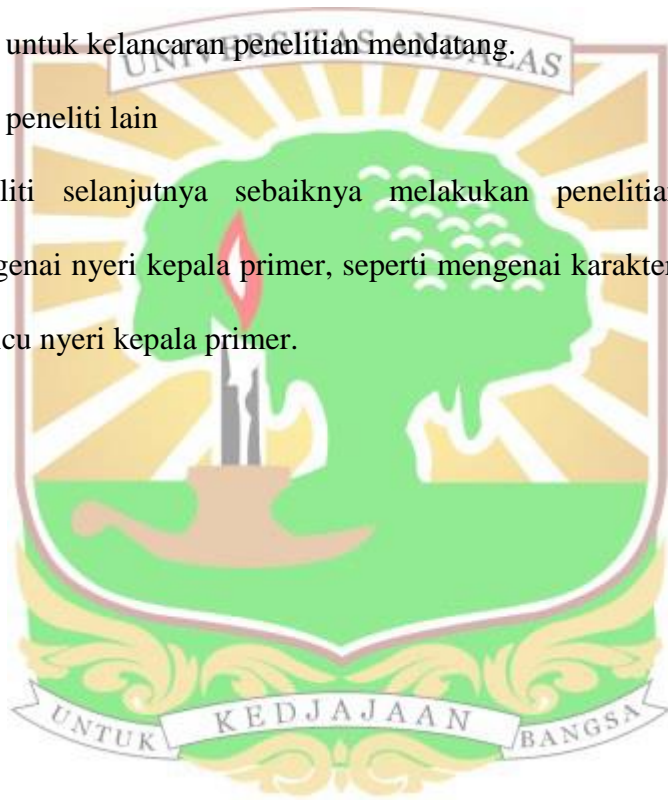 untuk kelancaran penelitian mendatang.
UNIVERSITAS ANDALAS
peneliti lain
liti selanjutnya sebaiknya melakukan penelitian
genai nyeri kepala primer, seperti mengenai karakter
cu nyeri kepala primer.
UNTUK KEDJAJAAN BANGSA